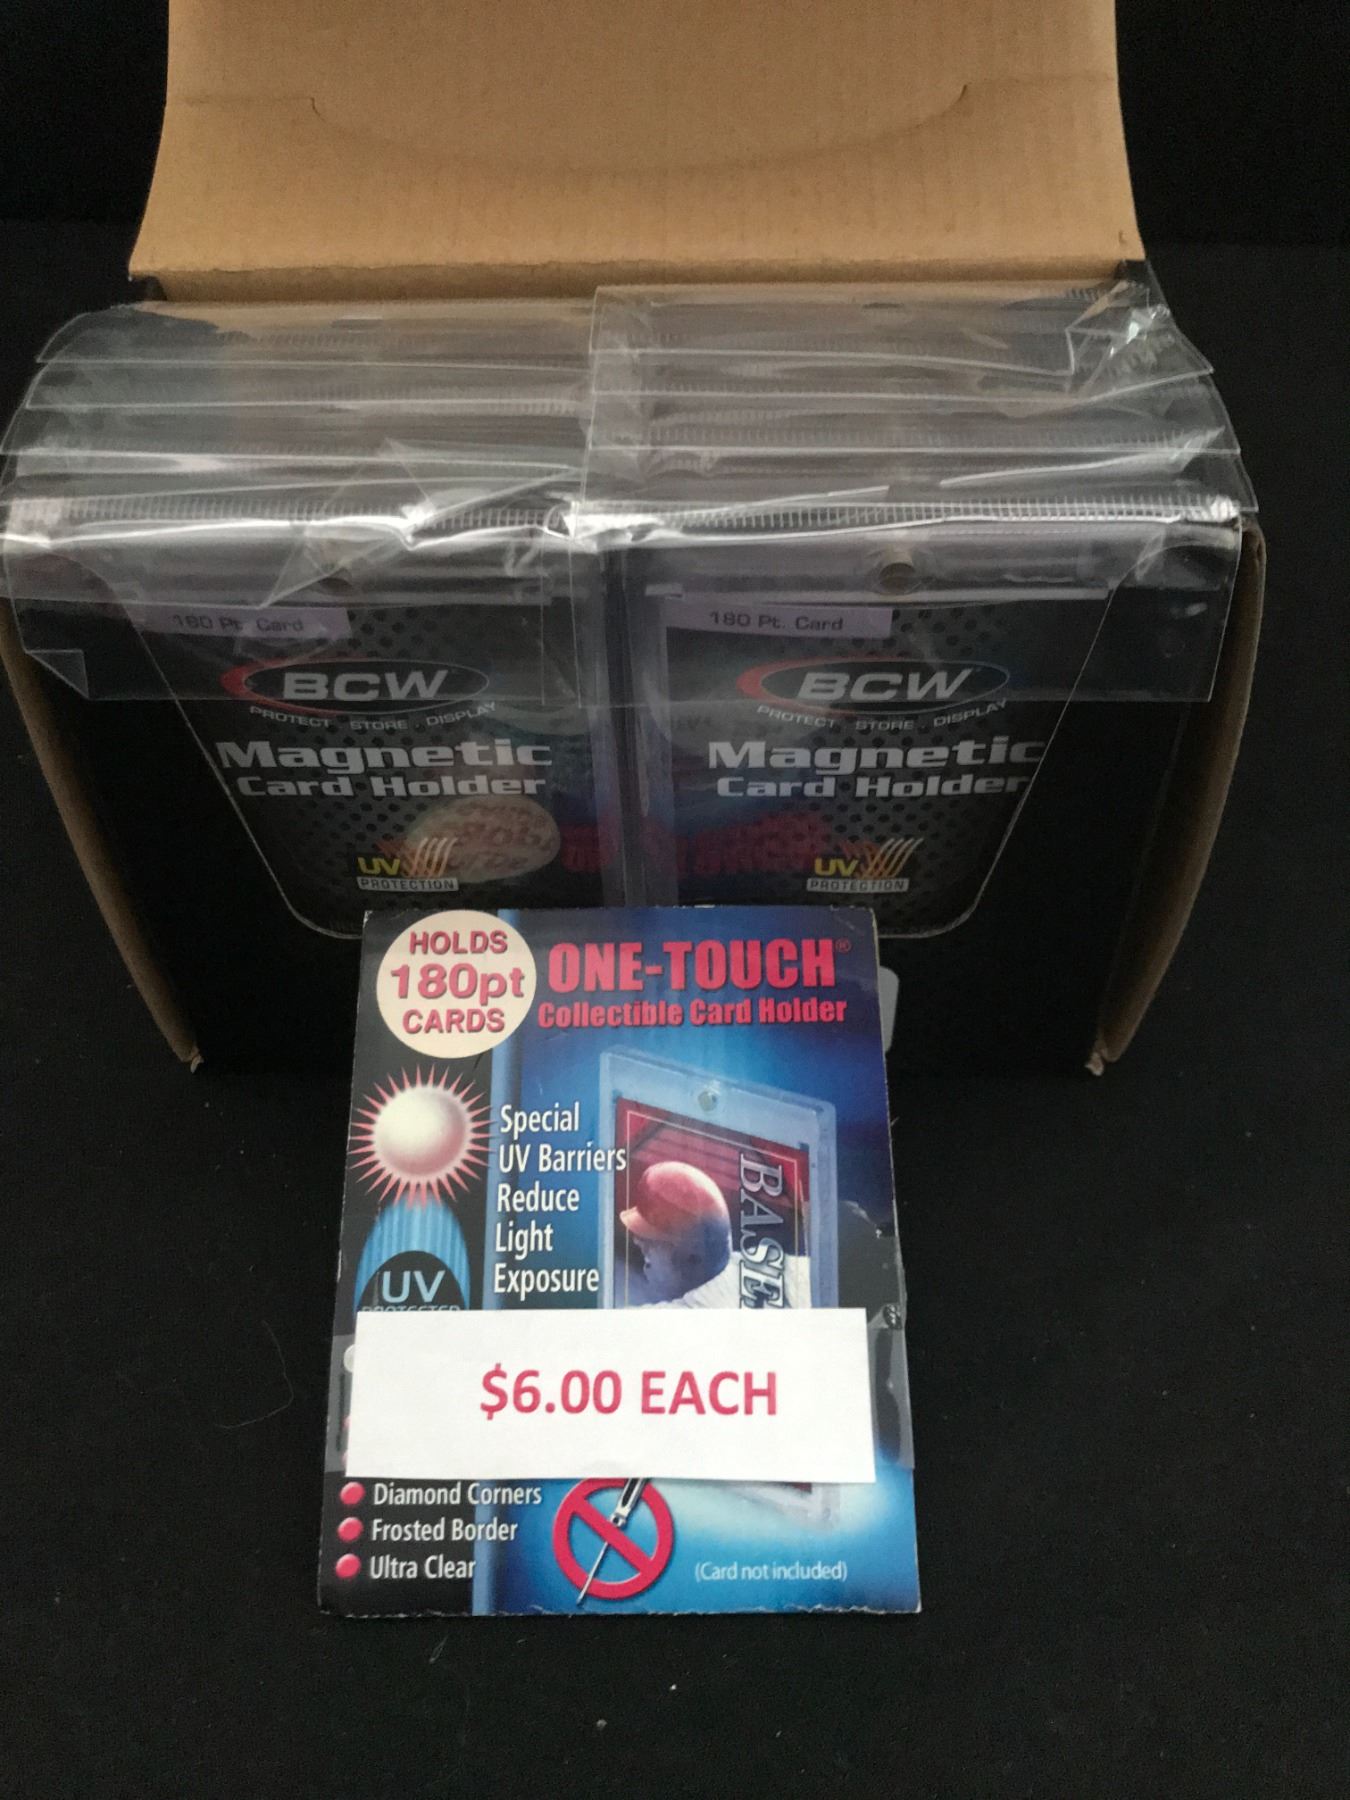 180 Pt. Card
BCW
PROTECT . STORE . DISPLAY
Magnetic
Card Holder
UV
PROTECTION
180 Pt. Card
BCW
PROTECT . STORE . DISPLAY
Magnetic
Card Holder
UV
PROTECTION
HOLDS
180pt
CARDS
ONE-TOUCH®
Collectible Card Holder
Special
UV Barriers
Reduce
Light
Exposure
UV
PROTECTED
$6.00 EACH
Diamond Corners
Frosted Border
Ultra Clear
(Card not included)